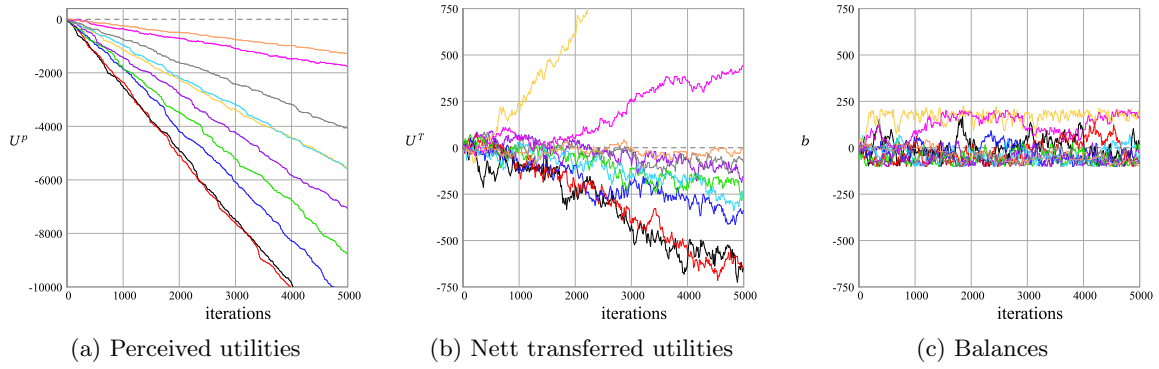 0
-2000
-4000
-6000
-8000
-10000
U^p
0 1000 2000 3000 4000 5000
iterations
(a) Perceived utilities
750
500
250
0
-250
-500
-750
U^T
0 1000 2000 3000 4000 5000
iterations
(b) Nett transferred utilities
750
500
250
0
-250
-500
-750
b
0 1000 2000 3000 4000 5000
iterations
(c) Balances